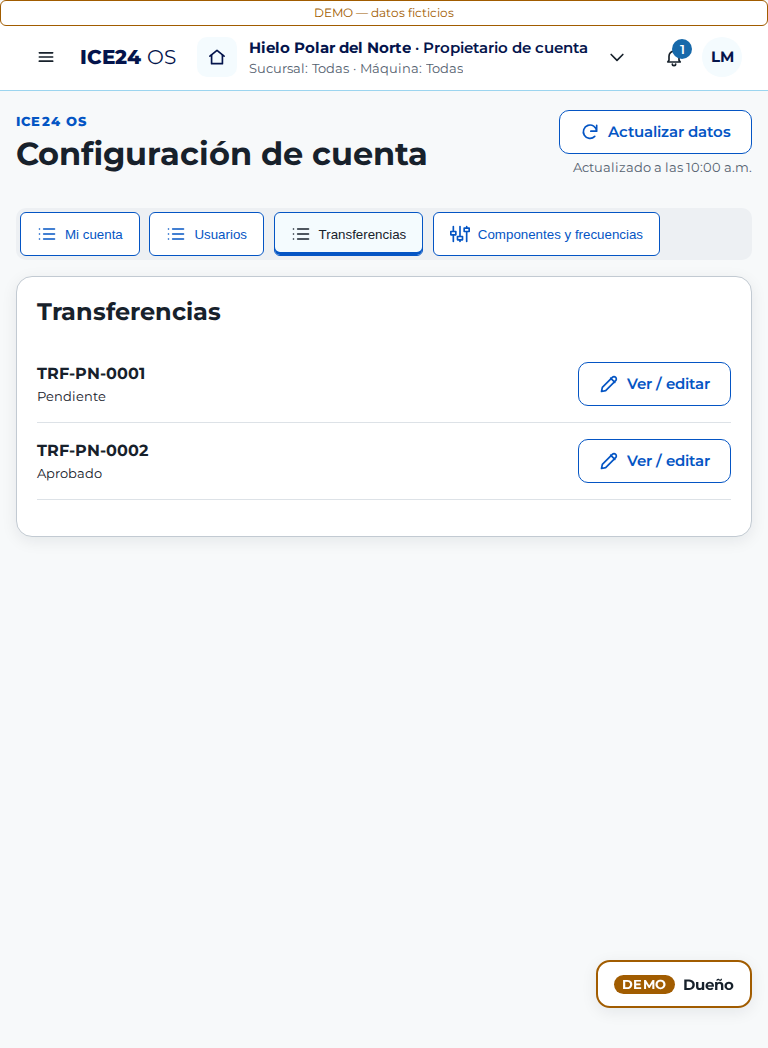 DEMO — datos ficticios
ICE24 OS
Hielo Polar del Norte · Propietario de cuenta
Sucursal: Todas · Máquina: Todas
1
LM
ICE24 OS
Configuración de cuenta
Actualizar datos
Actualizado a las 10:00 a.m.
Mi cuenta
Usuarios
Transferencias
Componentes y frecuencias
Transferencias
TRF-PN-0001
Pendiente
Ver / editar
TRF-PN-0002
Aprobado
Ver / editar
DEMO Dueño